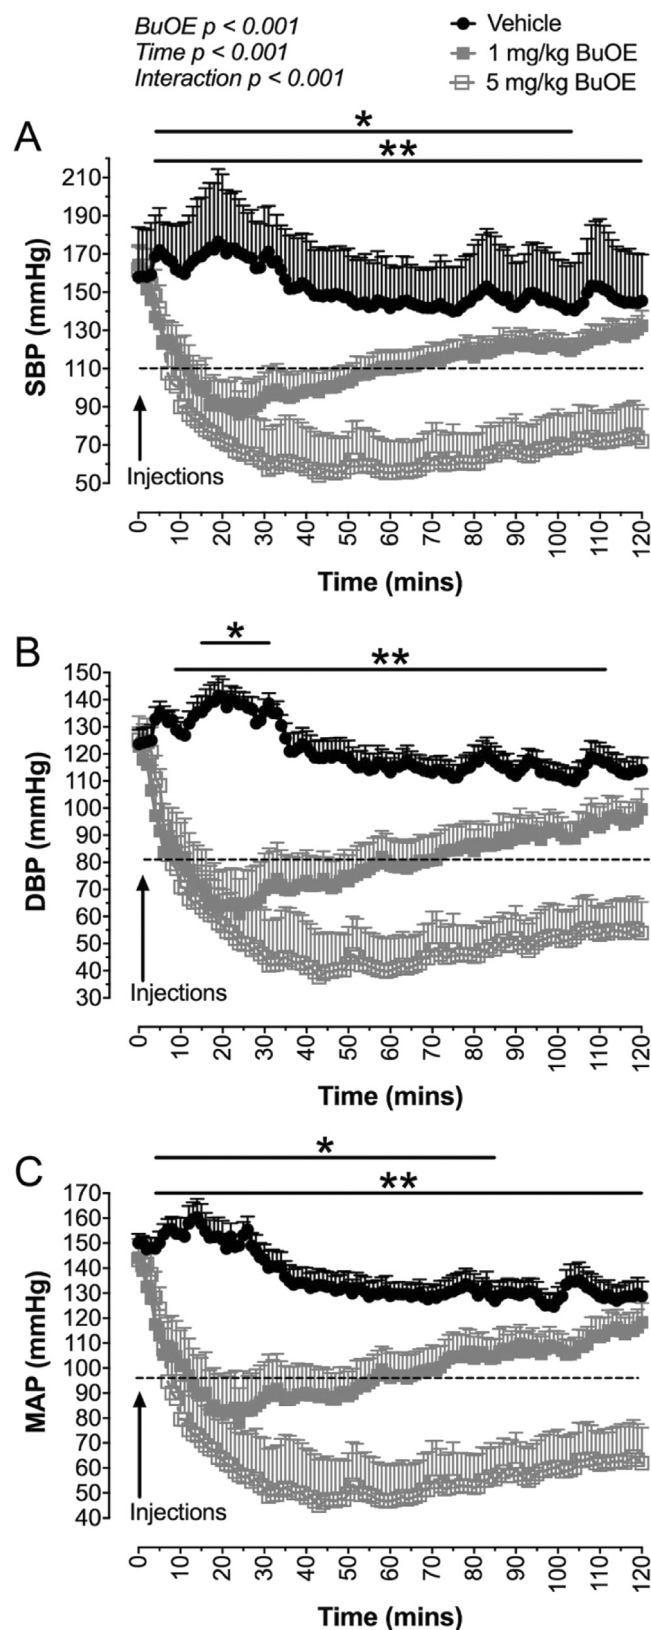 BuOE p < 0.001
Time p < 0.001
Interaction p < 0.001
Vehicle
1 mg/kg BuOE
5 mg/kg BuOE
A
*
**
SBP (mmHg)
210
190
170
150
130
110
90
70
50
Injections
0 10 20 30 40 50 60 70 80 90 100 110 120
Time (mins)
B
*
**
DBP (mmHg)
150
140
130
120
110
100
90
80
70
60
50
40
30
Injections
0 10 20 30 40 50 60 70 80 90 100 110 120
Time (mins)
C
*
**
MAP (mmHg)
170
160
150
140
130
120
110
100
90
80
70
60
50
40
Injections
0 10 20 30 40 50 60 70 80 90 100 110 120
Time (mins)